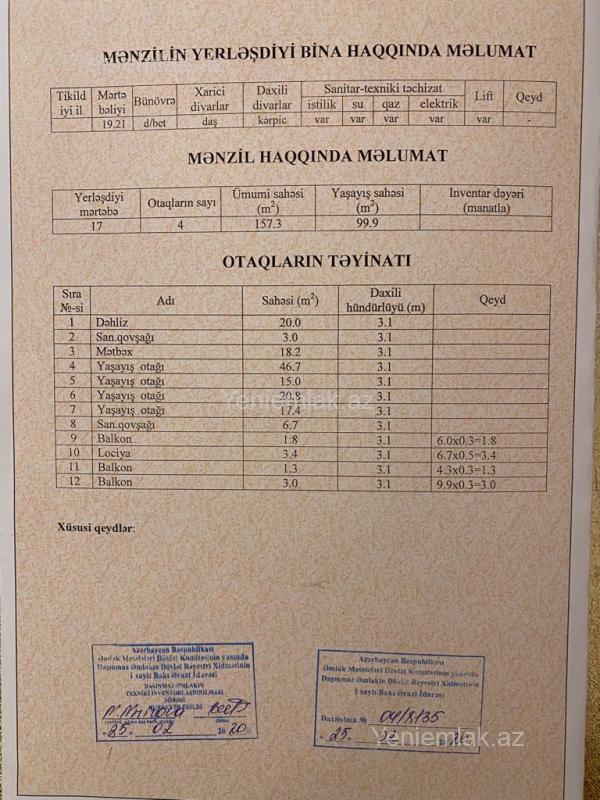 MƏNZİLİN YERLƏŞDİYİ BİNA HAQQINDA MƏLUMAT
Tikild iyi il | Mərtə bəliyi | Bünövrə | Xarici divarlar | Daxili divarlar | Sanitar-texniki təchizat | Lift | Qeyd
istilik | su | qaz | elektrik
19.21 | d/bet | daş | kərpic | var | var | var | var | var | -
MƏNZİL HAQQINDA MƏLUMAT
Yerləşdiyi mərtəbə | Otaqların sayı | Ümumi sahəsi (m²) | Yaşayış sahəsi (m²) | Inventar dəyəri (manatla)
17 | 4 | 157.3 | 99.9
OTAQLARIN TƏYİNATI
Sıra №-si | Adı | Sahəsi (m²) | Daxili hündürlüyü (m) | Qeyd
1 | Dəhliz | 20.0 | 3.1
2 | San.qovşağı | 3.0 | 3.1
3 | Mətbəx | 18.2 | 3.1
4 | Yaşayış otağı | 46.7 | 3.1
5 | Yaşayış otağı | 15.0 | 3.1
6 | Yaşayış otağı | 20.8 | 3.1
Yeniemlak.az
7 | Yaşayış otağı | 17.4 | 3.1
8 | San.qovşağı | 6.7 | 3.1
9 | Balkon | 1.8 | 3.1 | 6.0x0.3=1.8
10 | Lociya | 3.4 | 3.1 | 6.7x0.5=3.4
11 | Balkon | 1.3 | 3.1 | 4.3x0.3=1.3
12 | Balkon | 3.0 | 3.1 | 9.9x0.3=3.0
Xüsusi qeydlər:
Azərbaycan Respublikası
Əmlak Məsələləri Dövlət Komitəsinin yanında
Daşınmaz Əmlakın Dövlət Reyestri Xidmətinin
1 saylı Bakı Ərazi İdarəsi
DAŞINMAZ ƏMLAKIN
TEXNİKİ İNVENTARLAŞDIRILMASI
ŞÖBƏSİ
25. 02 2020
Azərbaycan Respublikası
Əmlak Məsələləri Dövlət Komitəsinin yanında
Daşınmaz Əmlakın Dövlət Reyestri Xidmətinin
1 saylı Bakı Ərazi İdarəsi
Daxilolma № 04/8135
Yeniemlak.az
25. 02 2020